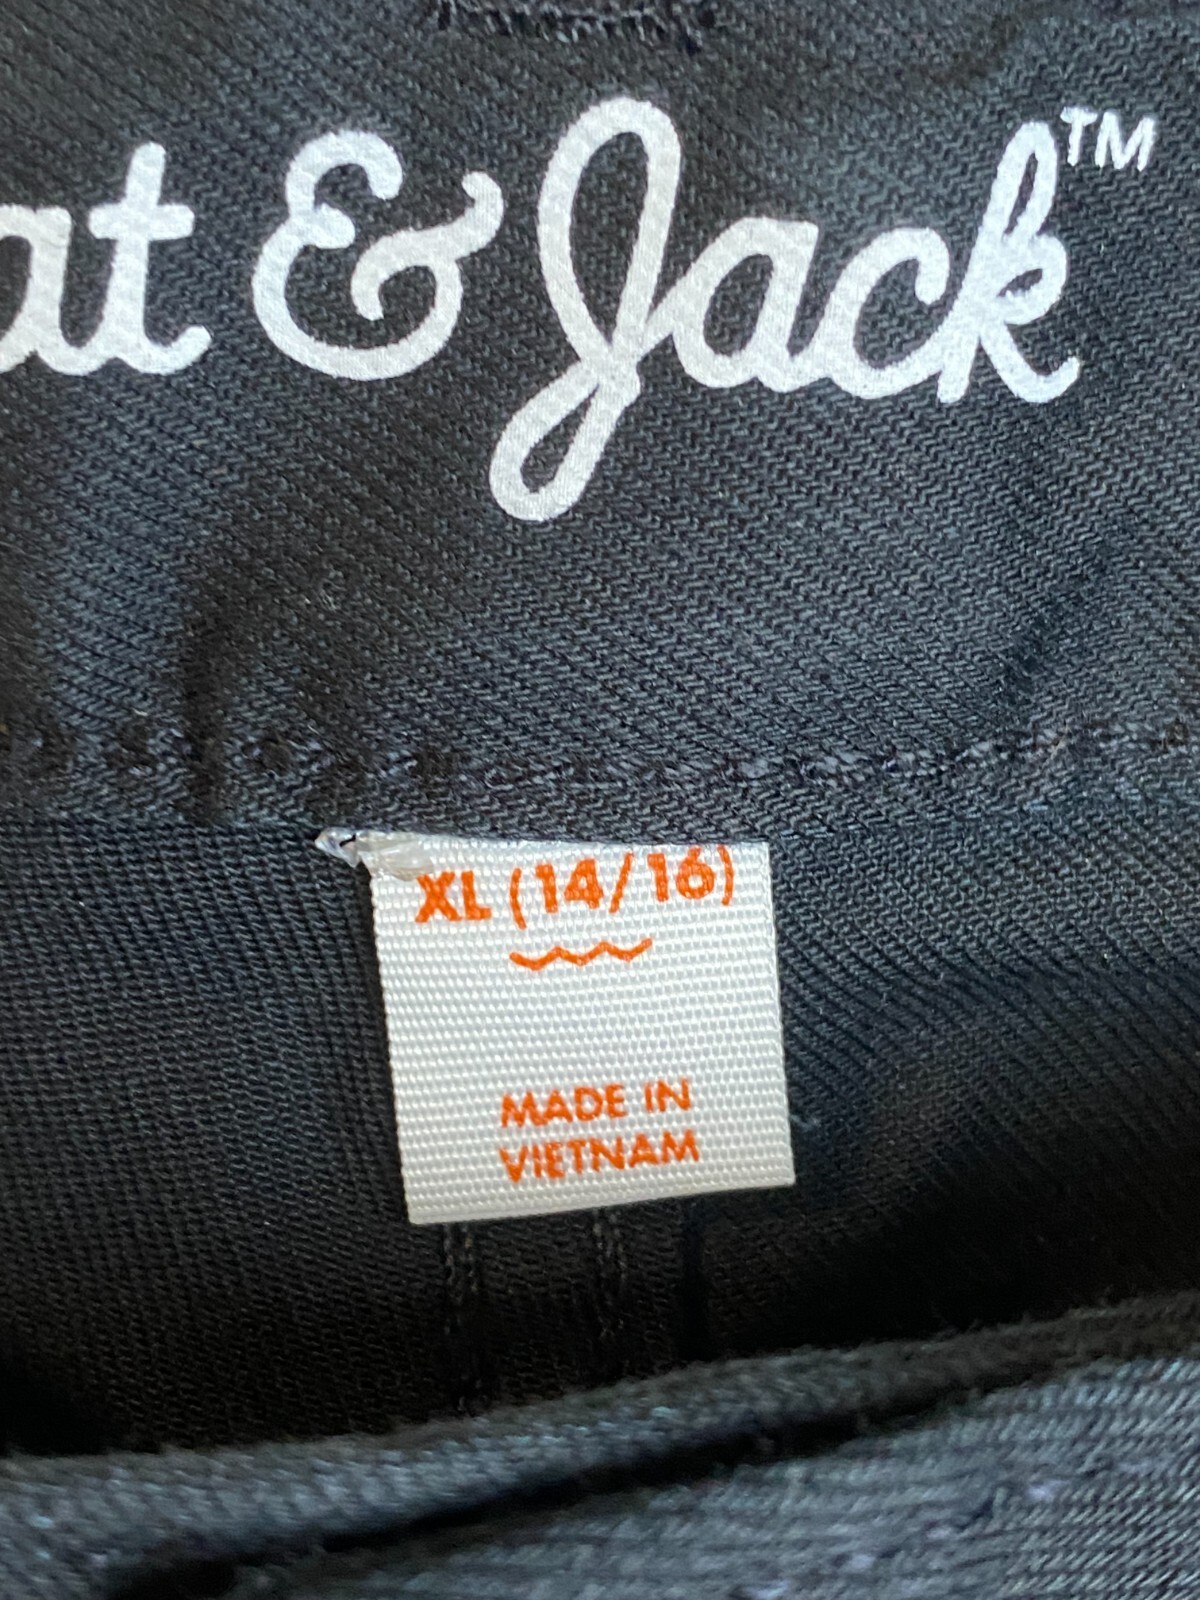 at & Jack™
XL (14/16)
MADE IN
VIETNAM